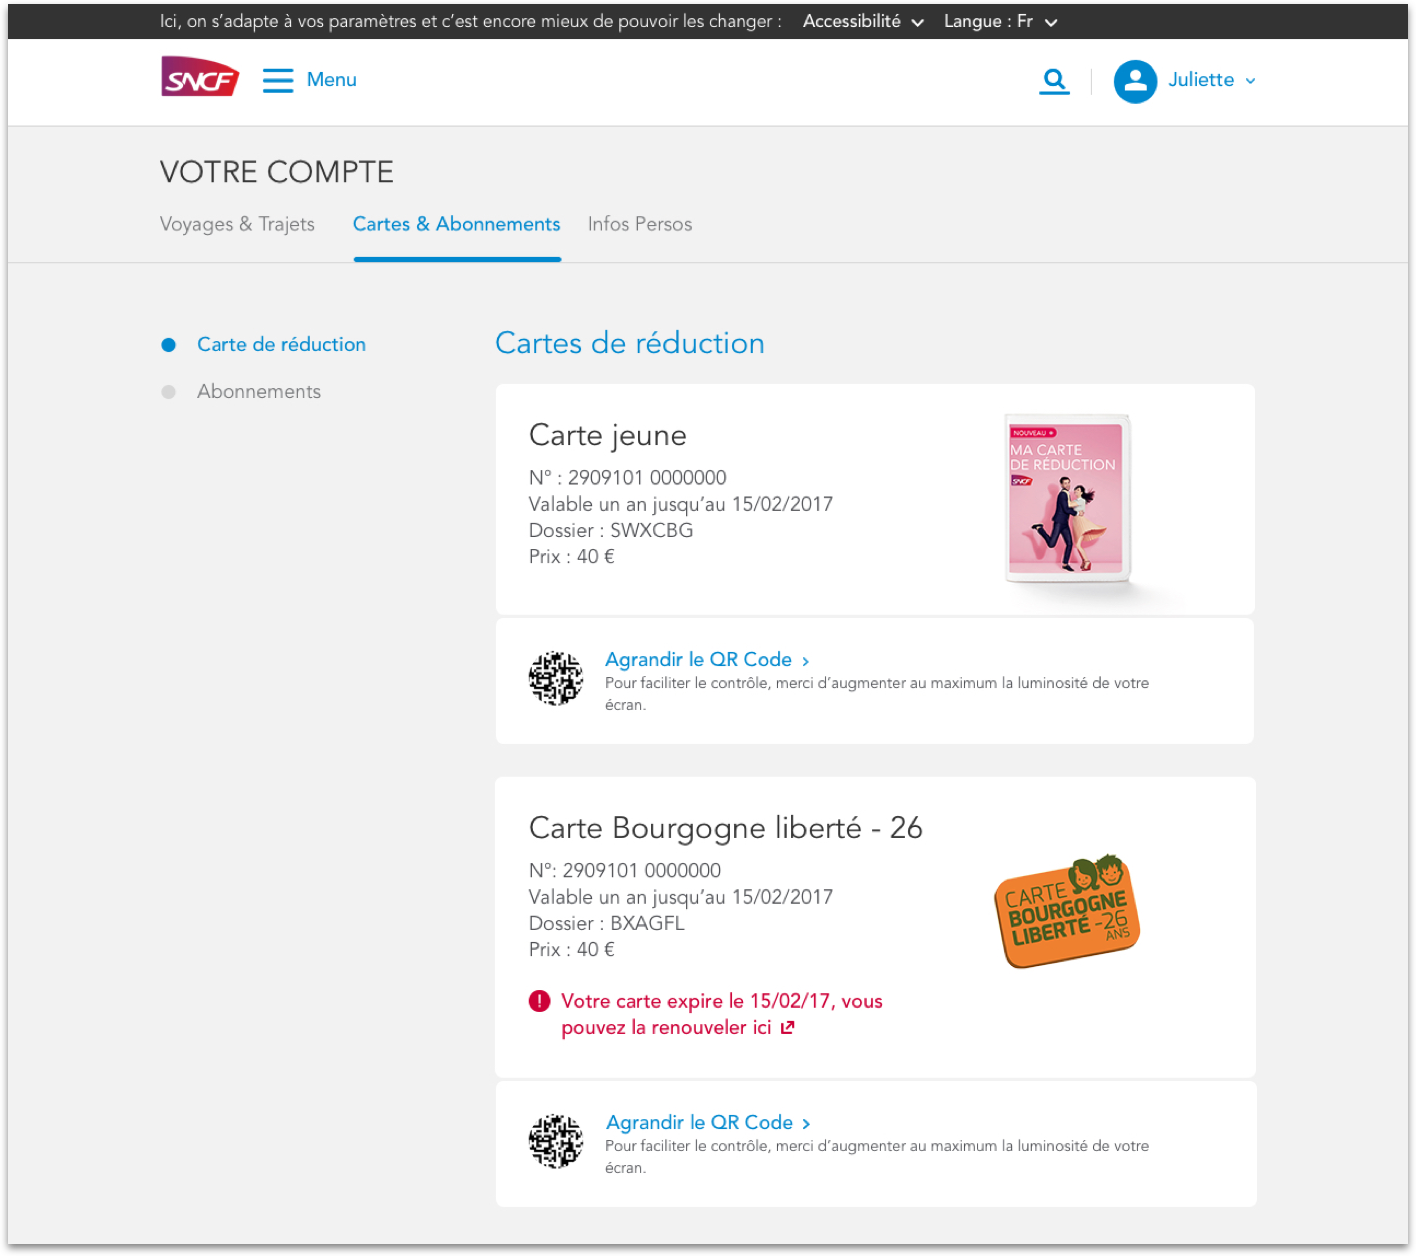 Ici, on s’adapte à vos paramètres et c’est encore mieux de pouvoir les changer : Accessibilité Langue : Fr
SNCF Menu Juliette
VOTRE COMPTE
Voyages & Trajets Cartes & Abonnements Infos Persos
Carte de réduction
Abonnements
Cartes de réduction
Carte jeune
N° : 2909101 0000000
Valable un an jusqu’au 15/02/2017
Dossier : SWXCBG
Prix : 40 €
NOUVEAU
MA CARTE
DE RÉDUCTION
SNCF
Agrandir le QR Code
Pour faciliter le contrôle, merci d’augmenter au maximum la luminosité de votre
écran.
Carte Bourgogne liberté - 26
N°: 2909101 0000000
Valable un an jusqu’au 15/02/2017
Dossier : BXAGFL
Prix : 40 €
CARTE
BOURGOGNE
LIBERTÉ -26
ANS
Votre carte expire le 15/02/17, vous
pouvez la renouveler ici
Agrandir le QR Code
Pour faciliter le contrôle, merci d’augmenter au maximum la luminosité de votre
écran.